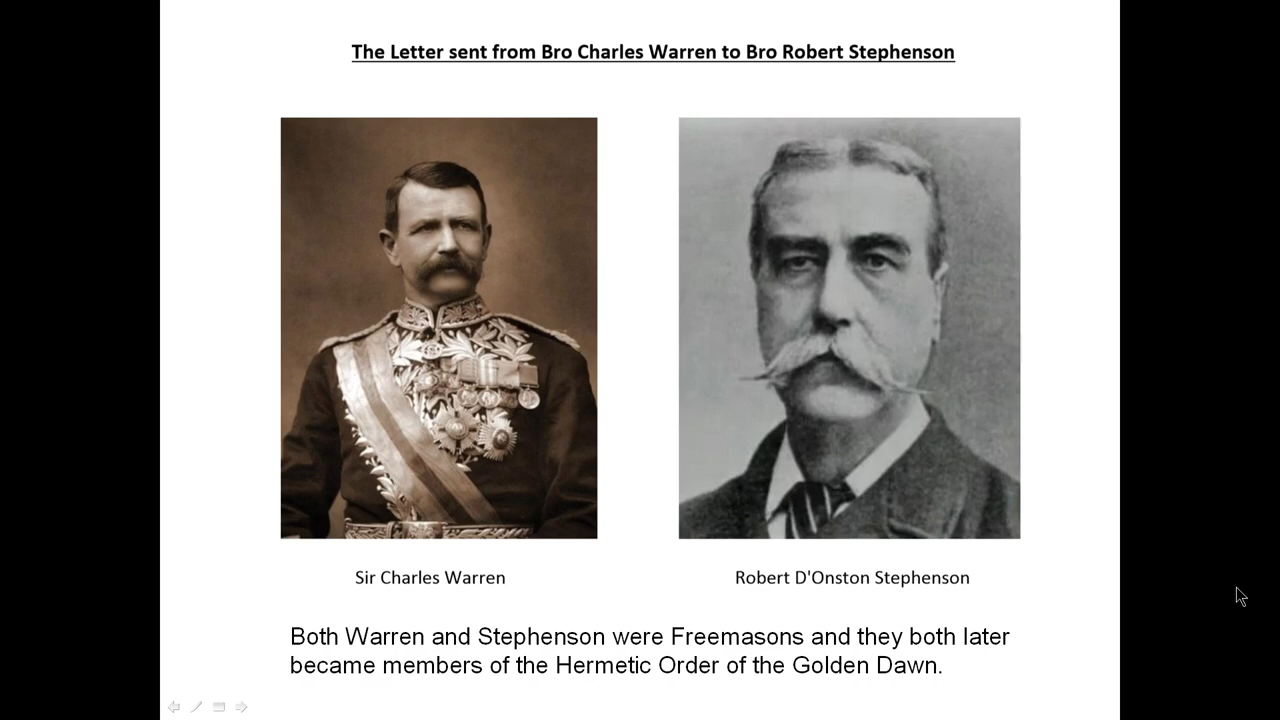 The Letter sent from Bro Charles Warren to Bro Robert Stephenson
Sir Charles Warren
Robert D'Onston Stephenson
Both Warren and Stephenson were Freemasons and they both later
became members of the Hermetic Order of the Golden Dawn.